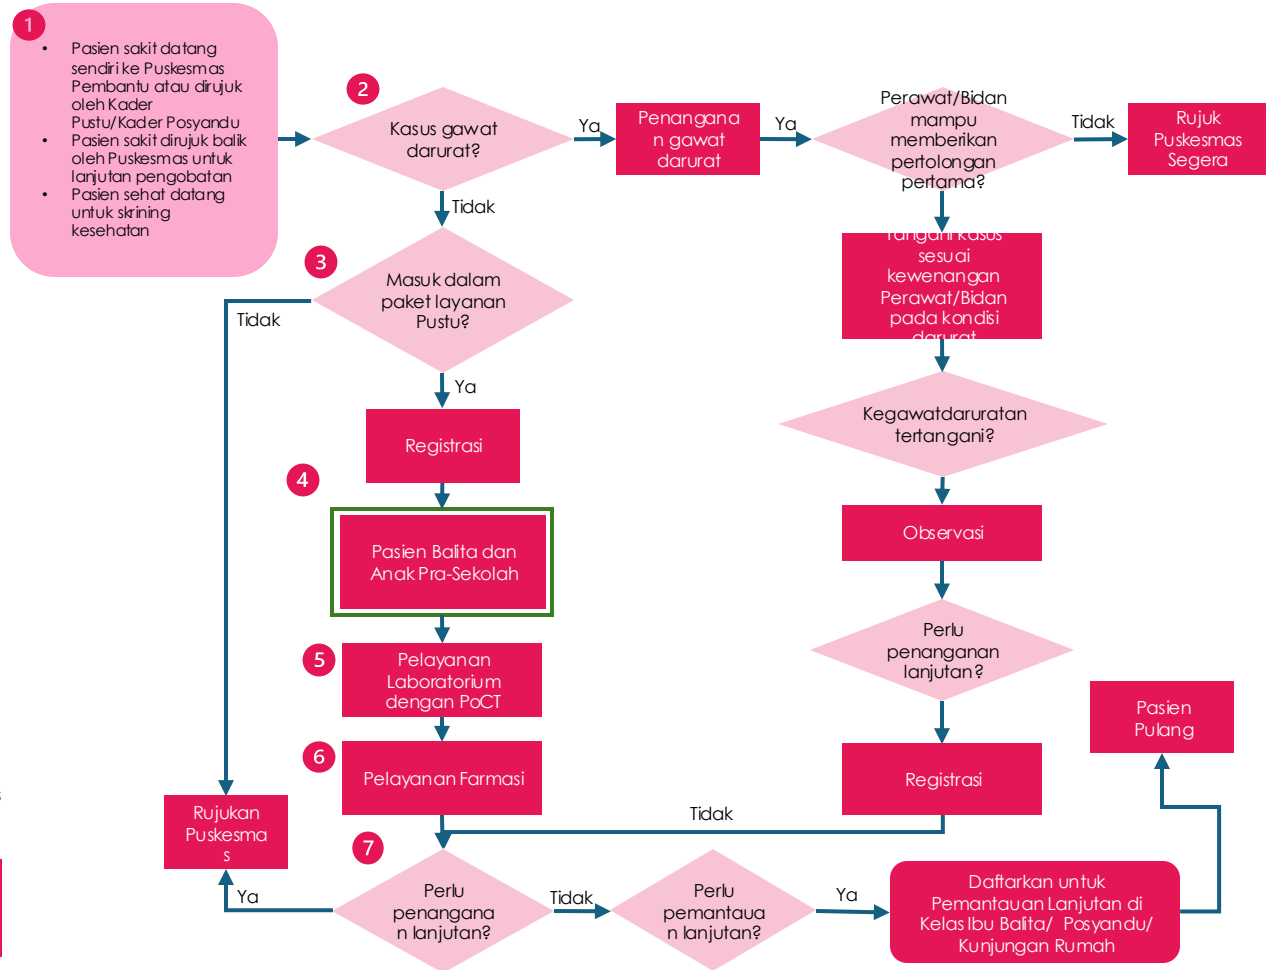 1
• Pasien sakit datang
sendiri ke Puskesmas
Pembantu atau dirujuk
oleh Kader
Pustu/Kader Posyandu
• Pasien sakit dirujuk balik
oleh Puskesmas untuk
lanjutan pengobatan
• Pasien sehat datang
untuk skrining
kesehatan
2
Kasus gawat
darurat?
Ya
Penangana
n gawat
darurat
Ya
Perawat/Bidan
mampu
memberikan
pertolongan
pertama?
Tidak
Rujuk
Puskesmas
Segera
Tidak
3
Masuk dalam
paket layanan
Pustu?
Tidak
Ya
Tangani kasus
sesuai
kewenangan
Perawat/Bidan
pada kondisi
darurat
Registrasi
Kegawatdaruratan
tertangani?
4
Pasien Balita dan
Anak Pra-Sekolah
Observasi
5
Pelayanan
Laboratorium
dengan PoCT
Perlu
penanganan
lanjutan?
6
Pelayanan Farmasi
Registrasi
Pasien
Pulang
Rujukan
Puskesma
s
Tidak
7
Ya
Perlu
penangana
n lanjutan?
Tidak
Perlu
pemantaua
n lanjutan?
Ya
Daftarkan untuk
Pemantauan Lanjutan di
Kelas Ibu Balita/ Posyandu/
Kunjungan Rumah